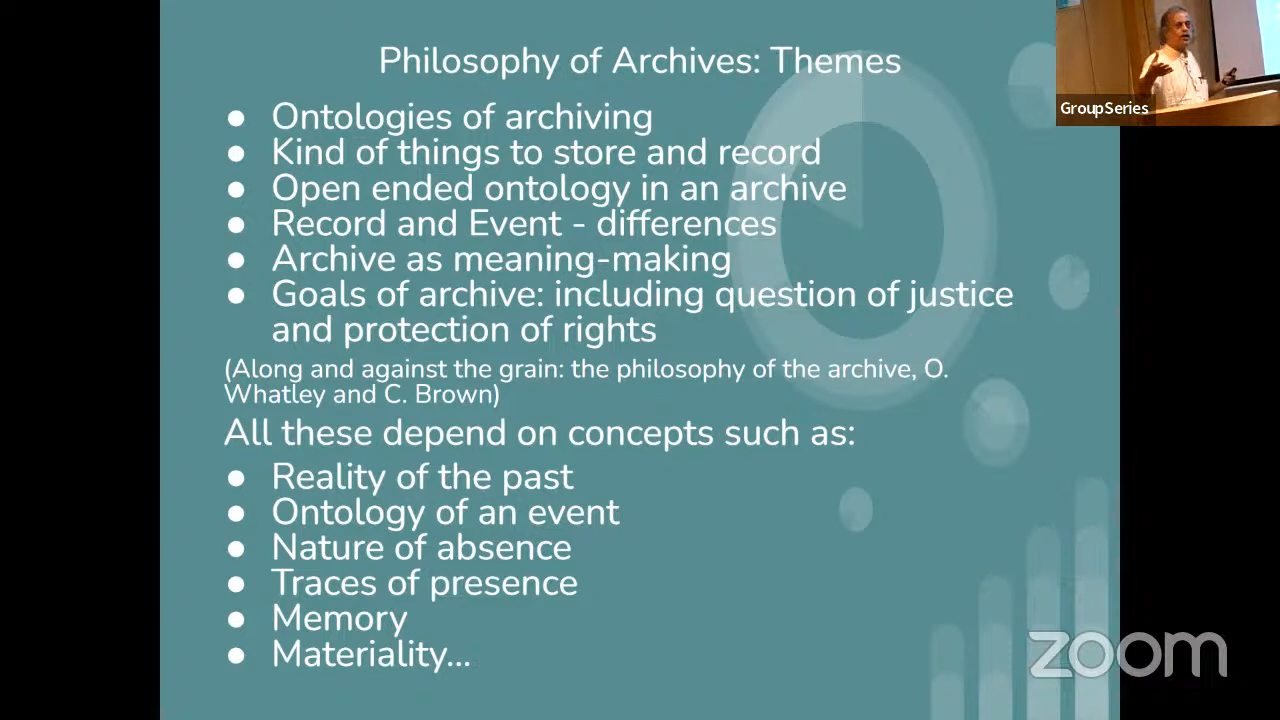 Philosophy of Archives: Themes
● Ontologies of archiving
● Kind of things to store and record
● Open ended ontology in an archive
● Record and Event - differences
● Archive as meaning-making
● Goals of archive: including question of justice
and protection of rights
(Along and against the grain: the philosophy of the archive, O.
Whatley and C. Brown)
All these depend on concepts such as:
● Reality of the past
● Ontology of an event
● Nature of absence
● Traces of presence
● Memory
● Materiality...
GroupSeries
zoom